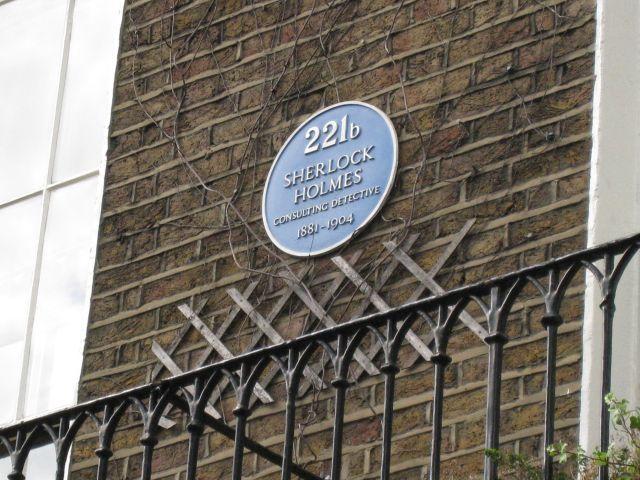 221b
SHERLOCK
HOLMES
CONSULTING DETECTIVE
1881-1904